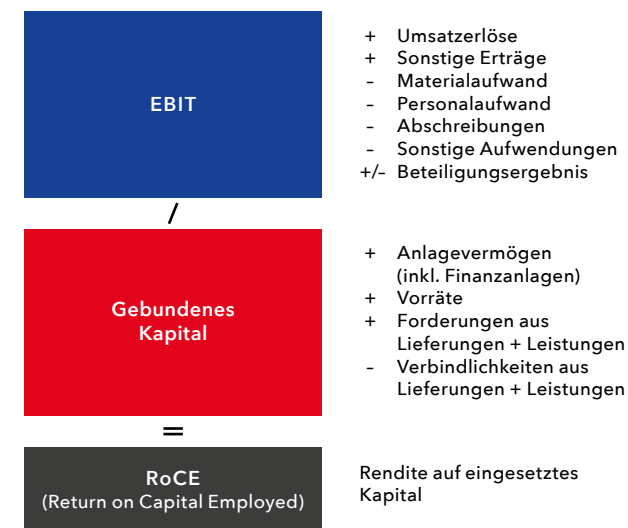 EBIT
+ Umsatzerlöse
+ Sonstige Erträge
– Materialaufwand
– Personalaufwand
– Abschreibungen
– Sonstige Aufwendungen
+/– Beteiligungsergebnis
/
Gebundenes
Kapital
+ Anlagevermögen
(inkl. Finanzanlagen)
+ Vorräte
+ Forderungen aus
Lieferungen + Leistungen
– Verbindlichkeiten aus
Lieferungen + Leistungen
=
RoCE
(Return on Capital Employed)
Rendite auf eingesetztes
Kapital